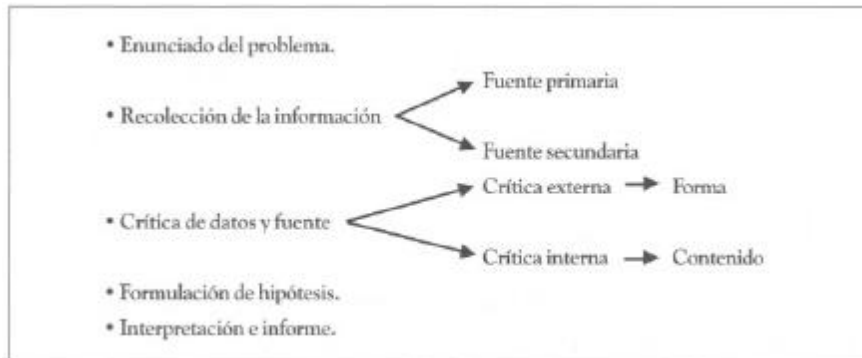 • Enunciado del problema.
Fuente primaria
• Recolección de la información
Fuente secundaria
Crítica externa → Forma
• Crítica de datos y fuente
Crítica interna → Contenido
• Formulación de hipótesis.
• Interpretación e informe.